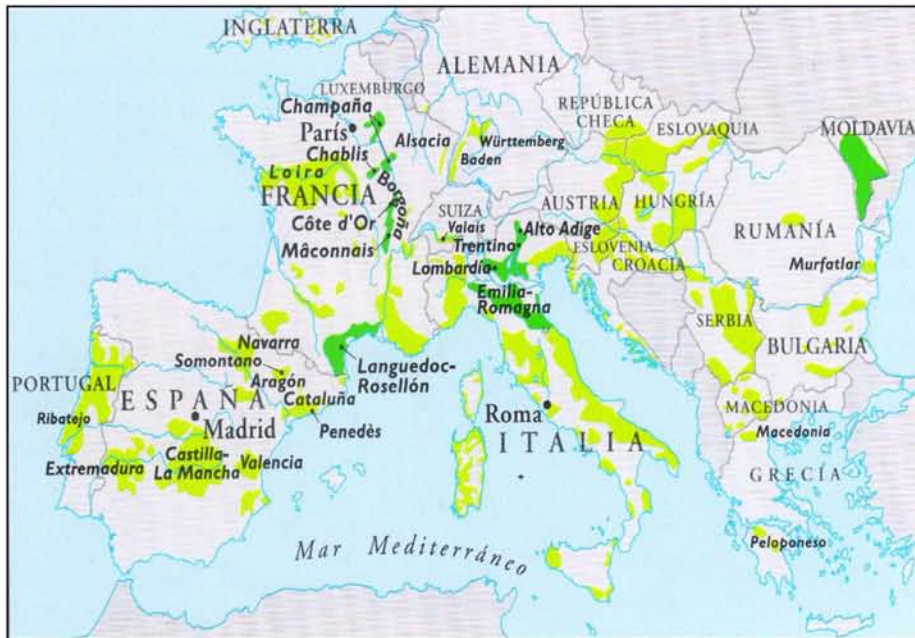 INGLATERRA
ALEMANIA
LUXEMBURGO
Champaña
París
REPÚBLICA
CHECA
ESLOVAQUIA
MOLDAVIA
Alsacia
Württemberg
Baden
Chablis
Loira
Borgoña
FRANCIA
AUSTRIA
HUNGRÍA
SUIZA
Valais
Côte d'Or
Alto Adige
Trentino
RUMANÍA
Mâconnais
ESLOVENIA
CROACIA
Lombardía
Murfatlar
Emilia-
Romagna
SERBIA
BULGARIA
Navarra
Somontano
Languedoc-
Rosellón
Aragón
PORTUGAL
ESPAÑA
Cataluña
MACEDONIA
Roma
Ribatejo
Madrid
Penedès
Macedonia
ITALIA
Extremadura
Castilla-
La Mancha
Valencia
GRECIA
Mar Mediterráneo
Peloponeso